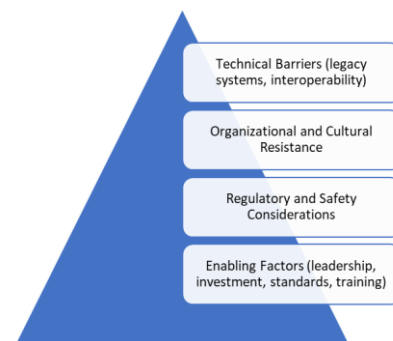 Technical Barriers (legacy
systems, interoperability)
Organizational and Cultural
Resistance
Regulatory and Safety
Considerations
Enabling Factors (leadership,
investment, standards, training)